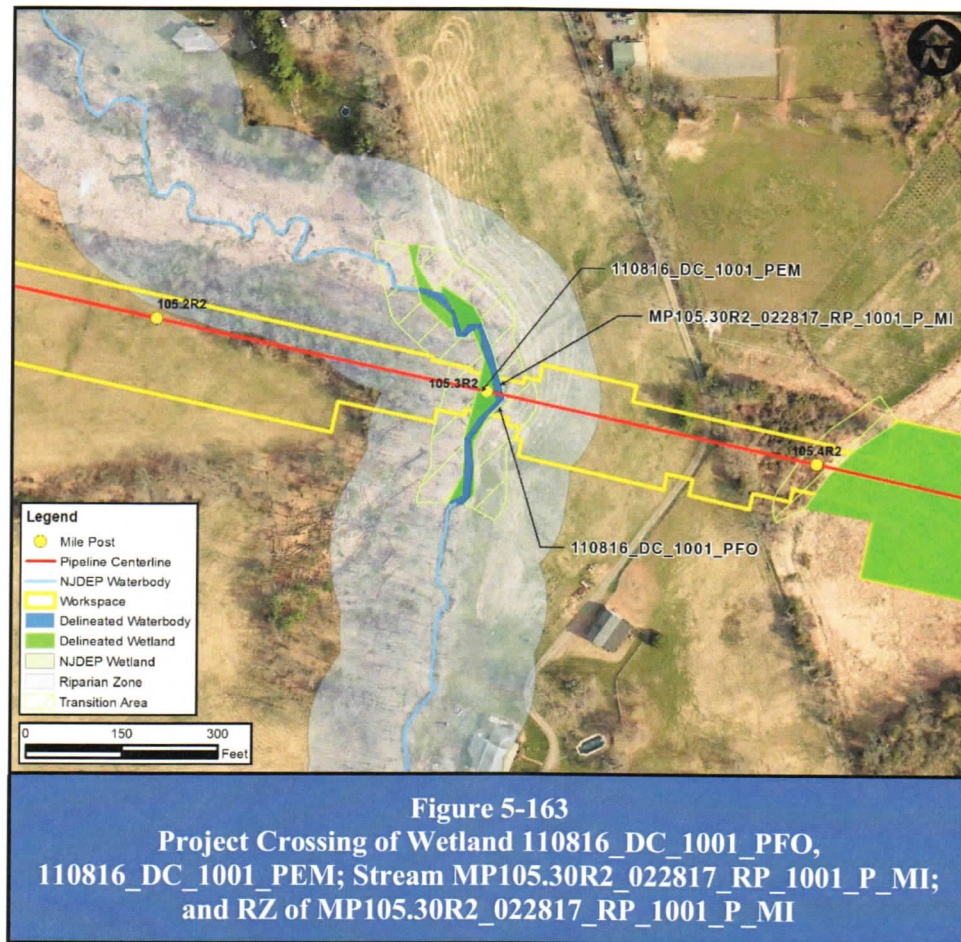 N
110816_DC_1001_PEM
105.2R2
MP105.30R2_022817_RP_1001_P_MI
105.3R2
105.4R2
110816_DC_1001_PFO
Legend
Mile Post
Pipeline Centerline
NJDEP Waterbody
Workspace
Delineated Waterbody
Delineated Wetland
NJDEP Wetland
Riparian Zone
Transition Area
0 150 300
Feet
Figure 5-163
Project Crossing of Wetland 110816_DC_1001_PFO,
110816_DC_1001_PEM; Stream MP105.30R2_022817_RP_1001_P_MI;
and RZ of MP105.30R2_022817_RP_1001_P_MI